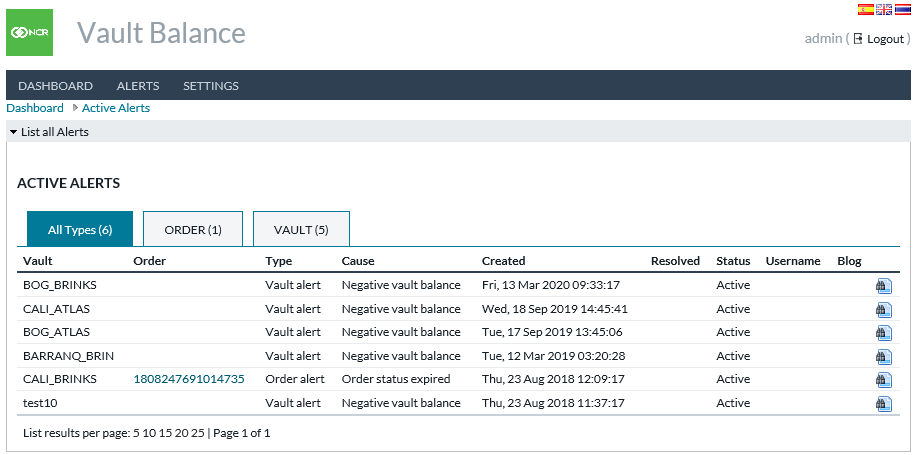 NCR
Vault Balance
admin ( Logout )
DASHBOARD ALERTS SETTINGS
Dashboard Active Alerts
List all Alerts
ACTIVE ALERTS
All Types (6) ORDER (1) VAULT (5)
Vault Order Type Cause Created Resolved Status Username Blog
BOG_BRINKS Vault alert Negative vault balance Fri, 13 Mar 2020 09:33:17 Active
CALI_ATLAS Vault alert Negative vault balance Wed, 18 Sep 2019 14:45:41 Active
BOG_ATLAS Vault alert Negative vault balance Tue, 17 Sep 2019 13:45:06 Active
BARRANQ_BRIN Vault alert Negative vault balance Tue, 12 Mar 2019 03:20:28 Active
CALI_BRINKS 1808247691014735 Order alert Order status expired Thu, 23 Aug 2018 12:09:17 Active
test10 Vault alert Negative vault balance Thu, 23 Aug 2018 11:37:17 Active
List results per page: 5 10 15 20 25 | Page 1 of 1